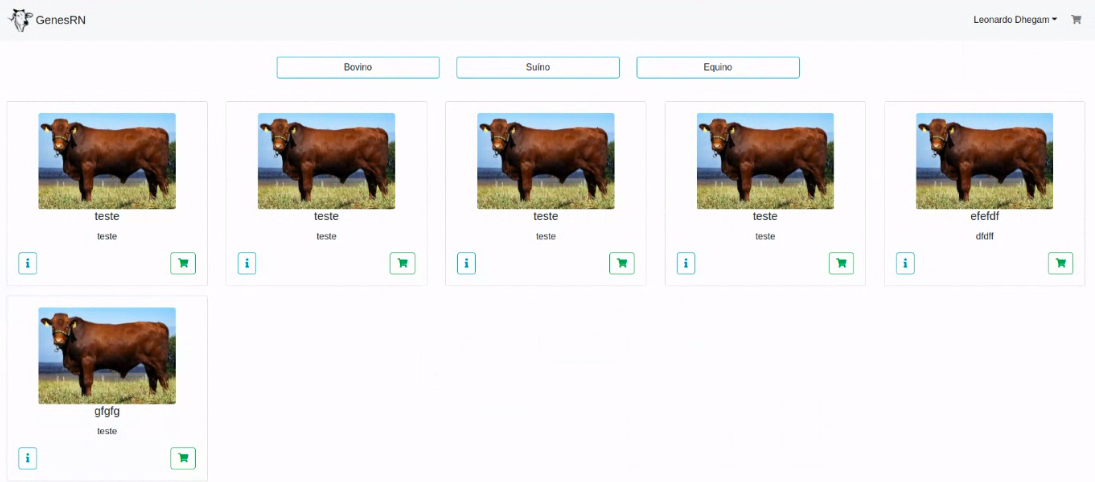 GenesRN
Leonardo Dhegam
Bovino
Suíno
Equino
teste
teste
teste
teste
teste
teste
teste
teste
efefdf
dfdff
gfgfg
teste